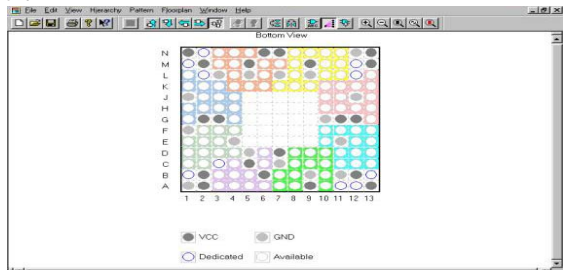 File Edit View Hierarchy Pattern Floorplan Window Help
Bottom View
N
M
L
K
J
H
G
F
E
D
C
B
A
1 2 3 4 5 6 7 8 9 10 11 12 13
VCC GND
Dedicated Available